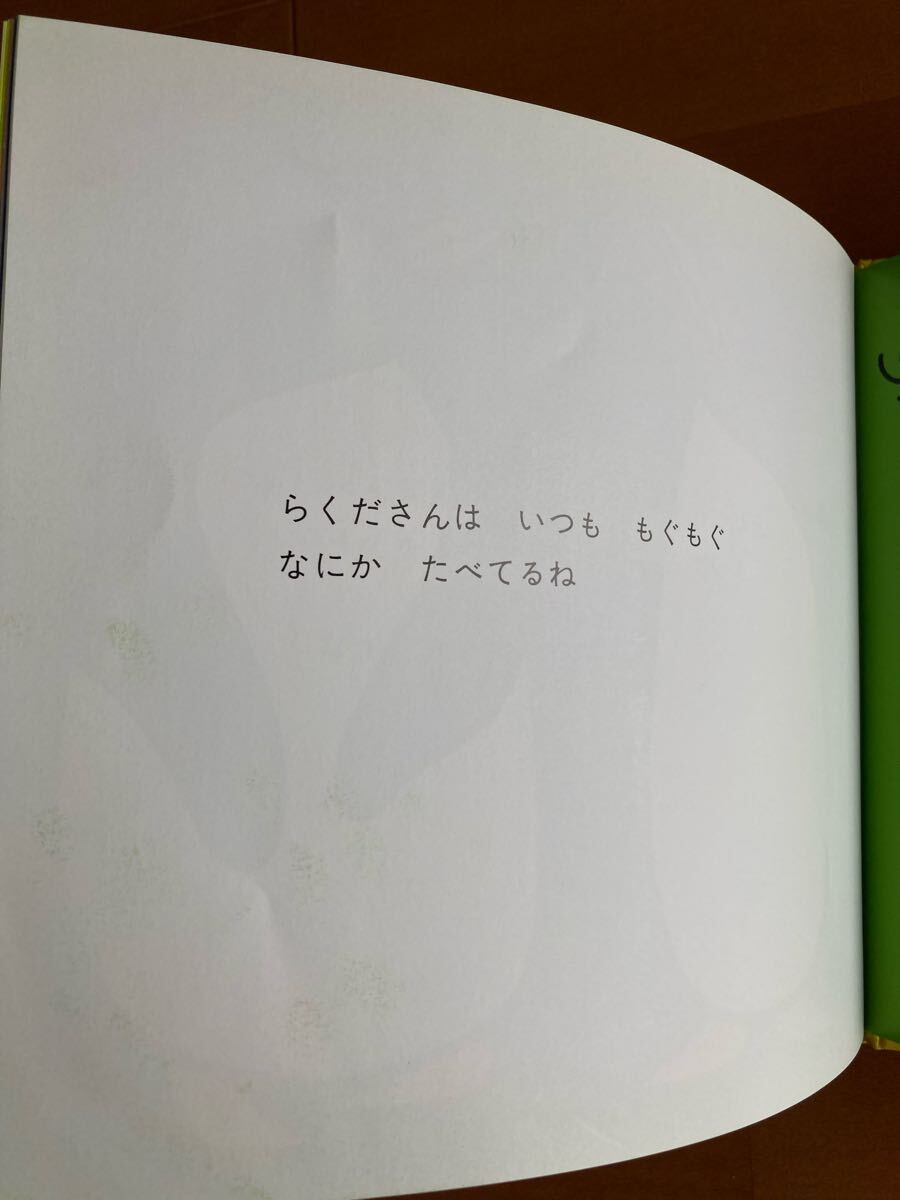 らくださんは　いつも　もぐもぐ
なにか　たべてるね